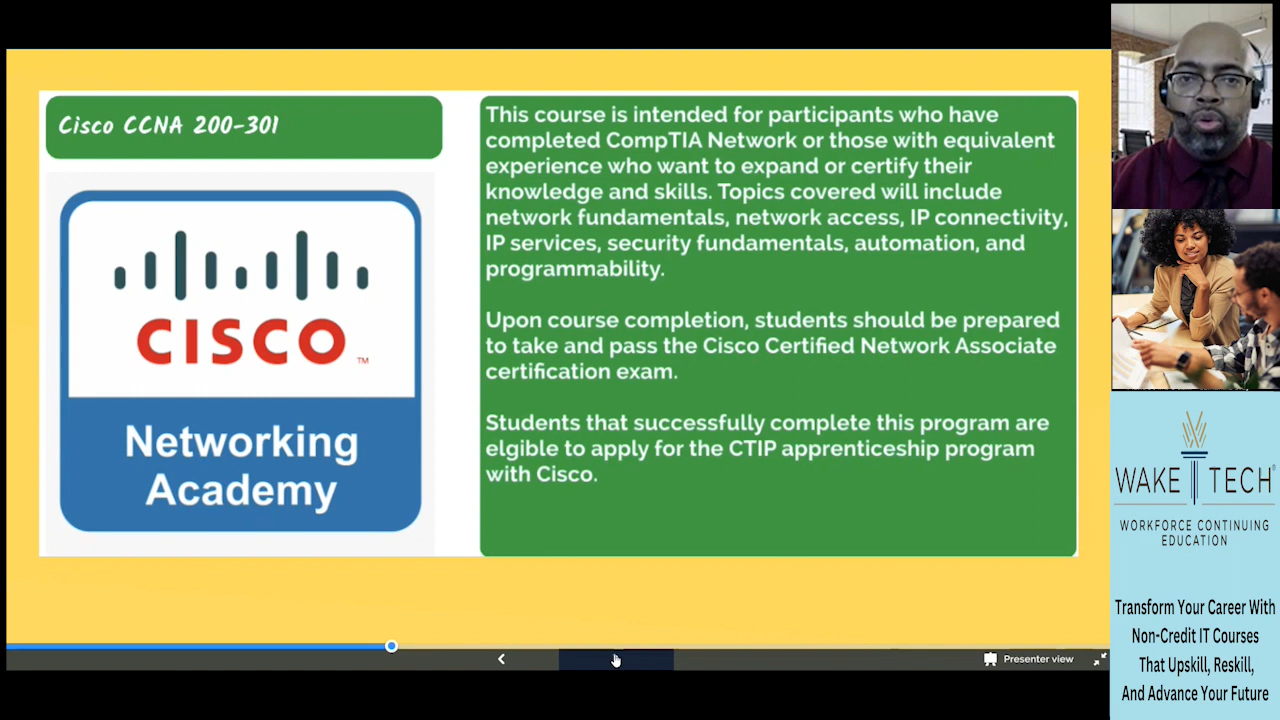 Cisco CCNA 200-301
CISCO
TM
Networking
Academy
This course is intended for participants who have
completed CompTIA Network or those with equivalent
experience who want to expand or certify their
knowledge and skills. Topics covered will include
network fundamentals, network access, IP connectivity,
IP services, security fundamentals, automation, and
programmability.
Upon course completion, students should be prepared
to take and pass the Cisco Certified Network Associate
certification exam.
Students that successfully complete this program are
elgible to apply for the CTIP apprenticeship program
with Cisco.
Presenter view
WAKE TECH®
WORKFORCE CONTINUING
EDUCATION
Transform Your Career With
Non-Credit IT Courses
That Upskill, Reskill,
And Advance Your Future